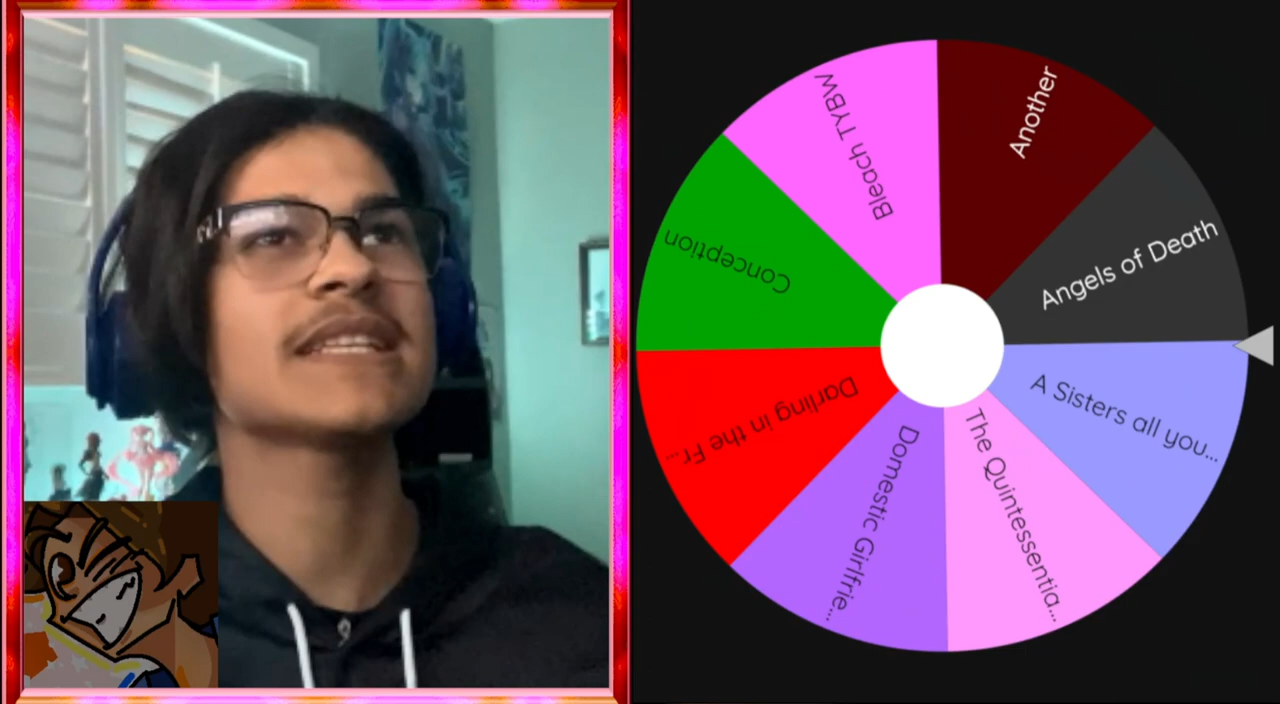 Another
Angels of Death
A Sisters all you...
The Quintessentia...
Domestic Girlfrie...
Darling in the Fr...
Conception
Bleach TYBW